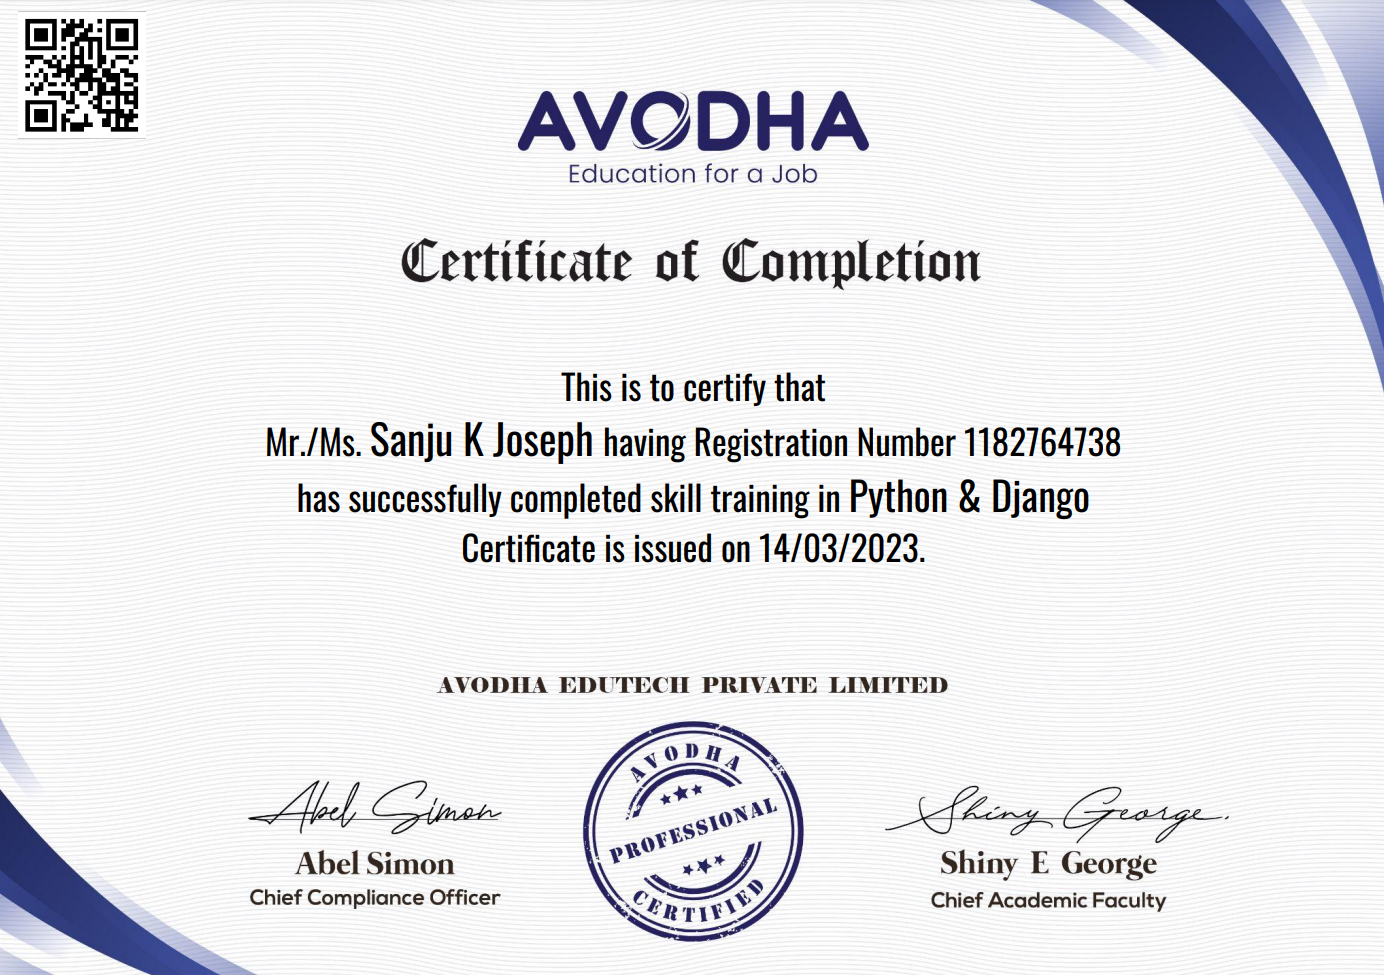 AVODHA
Education for a Job
Certificate of Completion
This is to certify that
Mr./Ms. Sanju K Joseph having Registration Number 1182764738
has successfully completed skill training in Python & Django
Certificate is issued on 14/03/2023.
AVODHA EDUTECH PRIVATE LIMITED
AVODHA
PROFESSIONAL
CERTIFIED
Abel Simon
Abel Simon
Chief Compliance Officer
Shiny George.
Shiny E George
Chief Academic Faculty